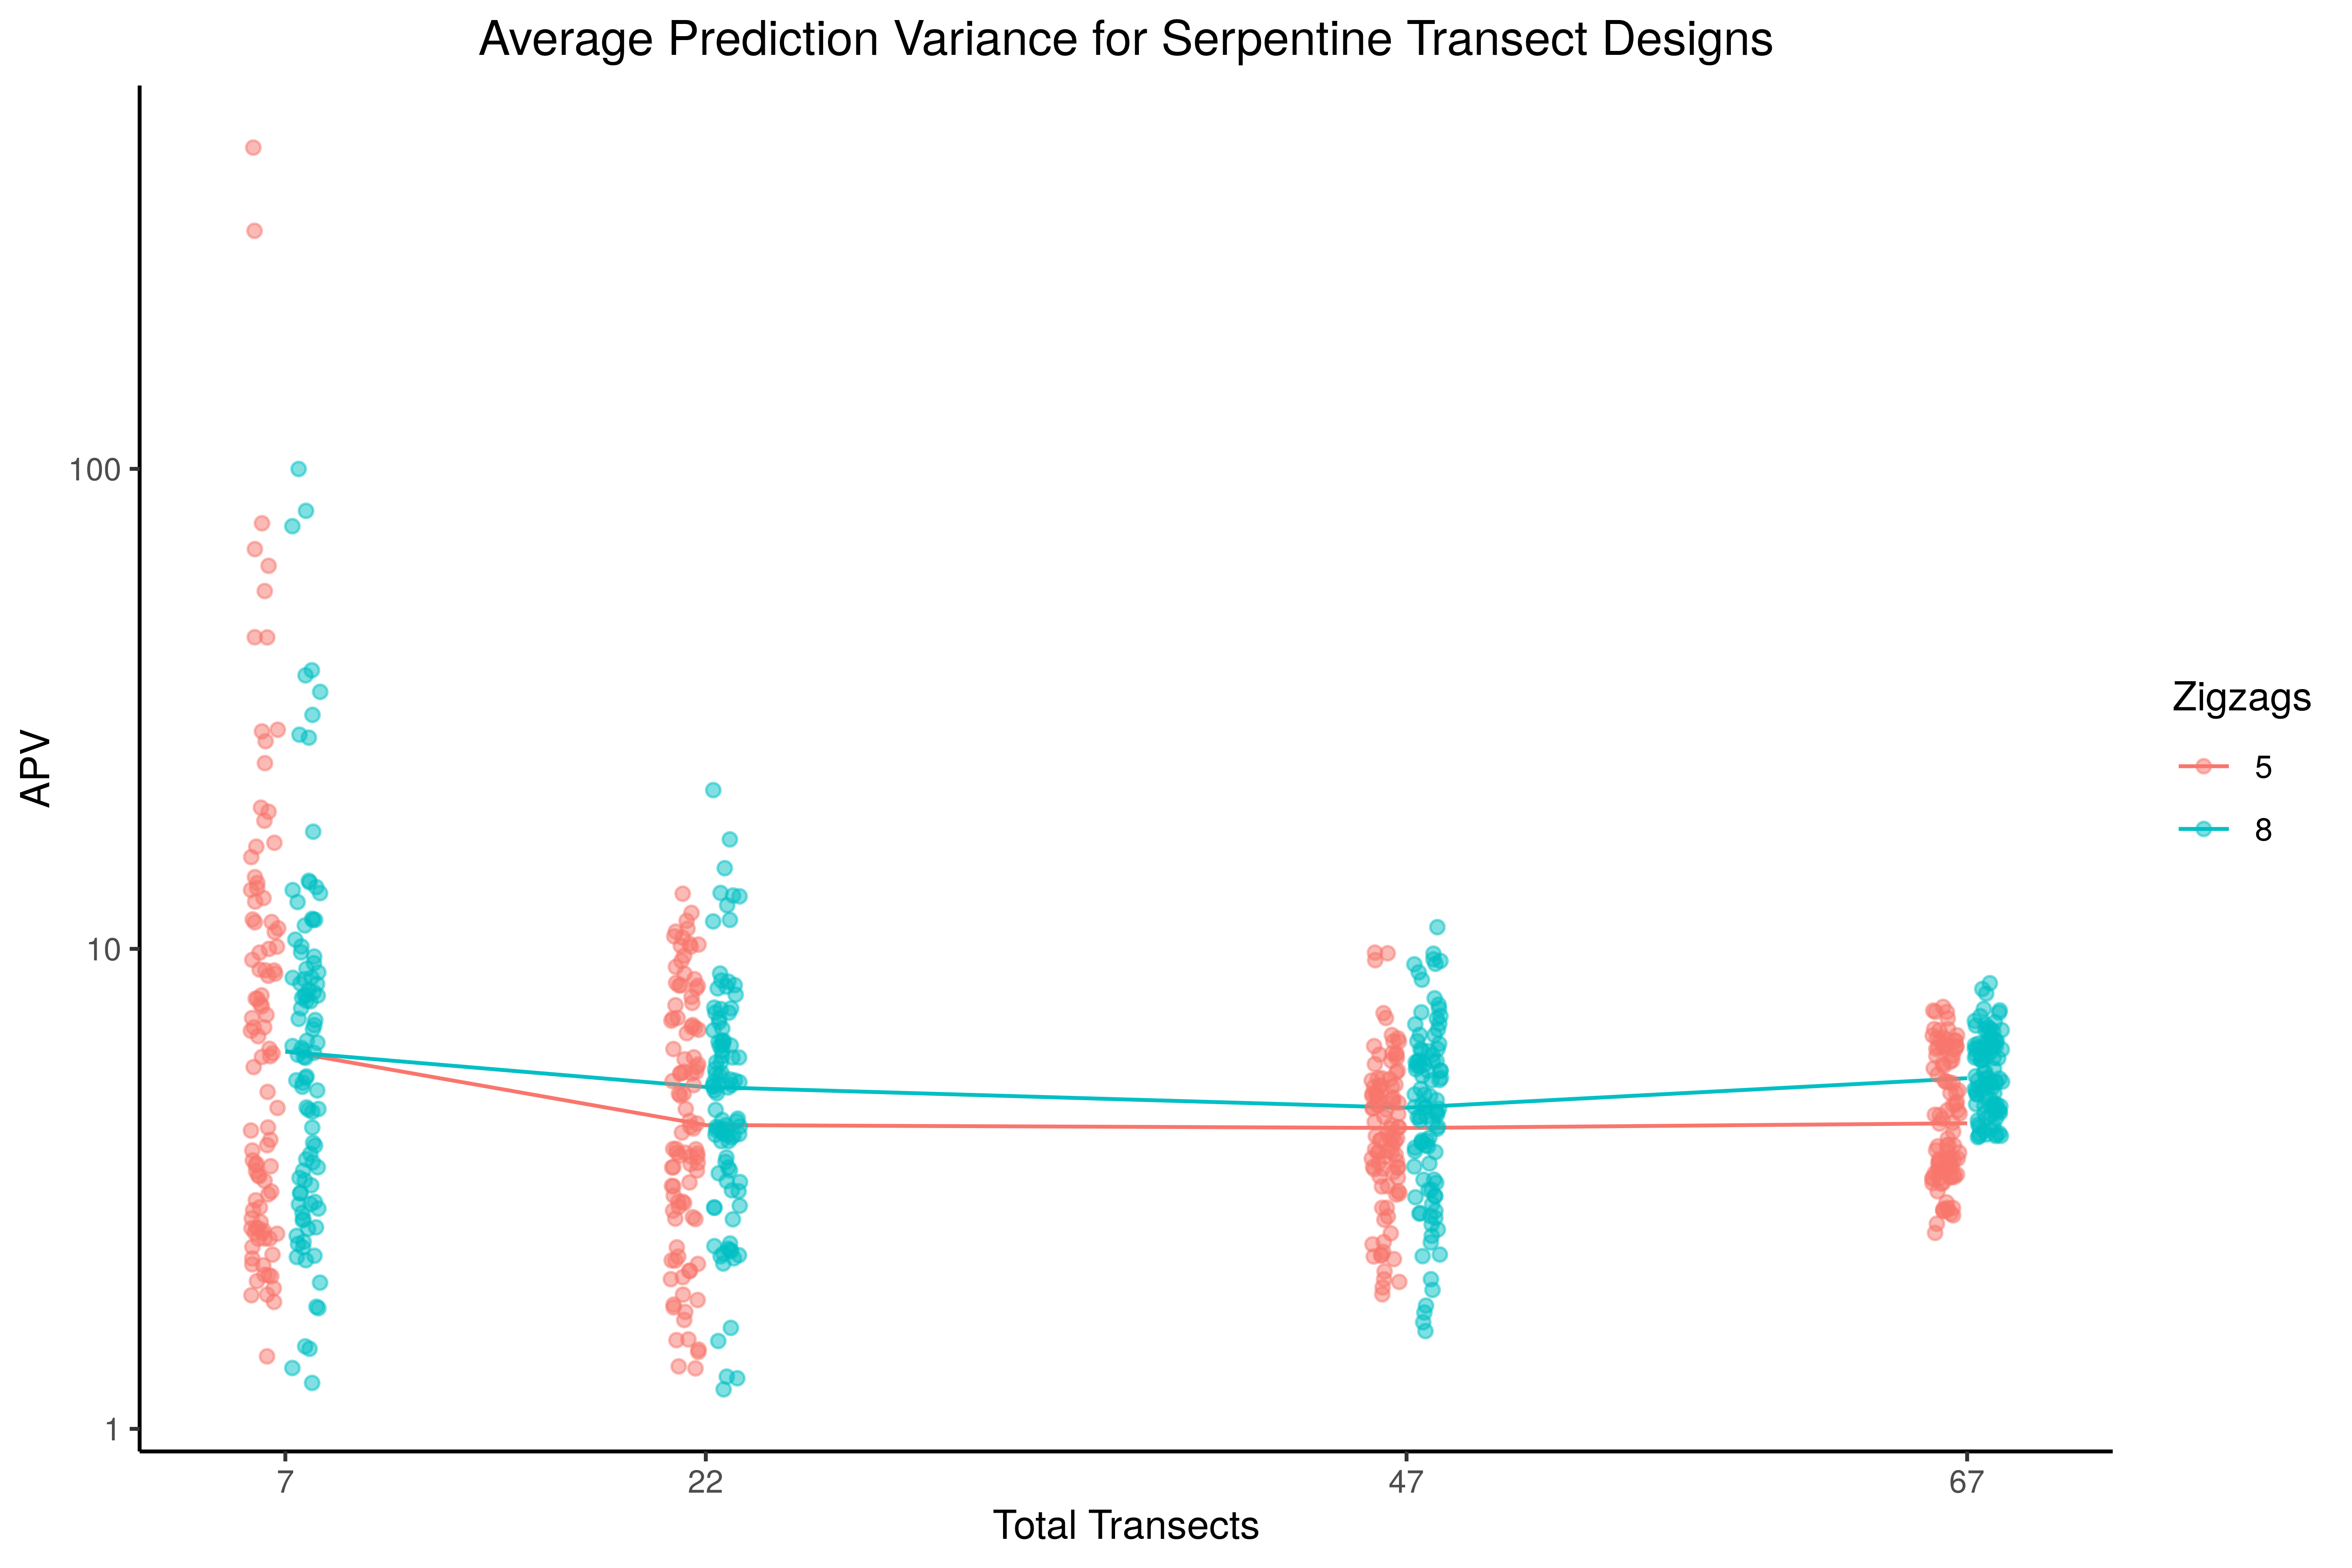 Average Prediction Variance for Serpentine Transect Designs
APV
100
10
1
7 22 47 67
Total Transects
Zigzags
5
8